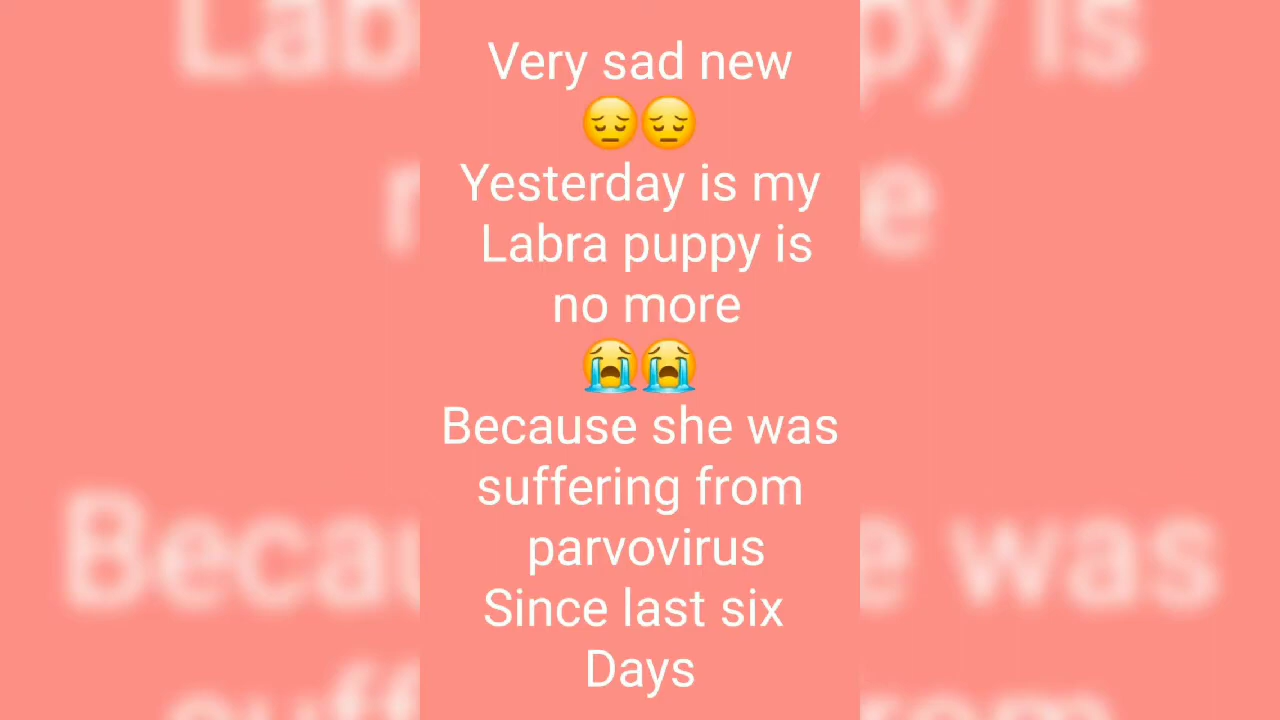 Very sad new
😔😔
Yesterday is my
Labra puppy is
no more
😭😭
Because she was
suffering from
parvovirus
Since last six
Days